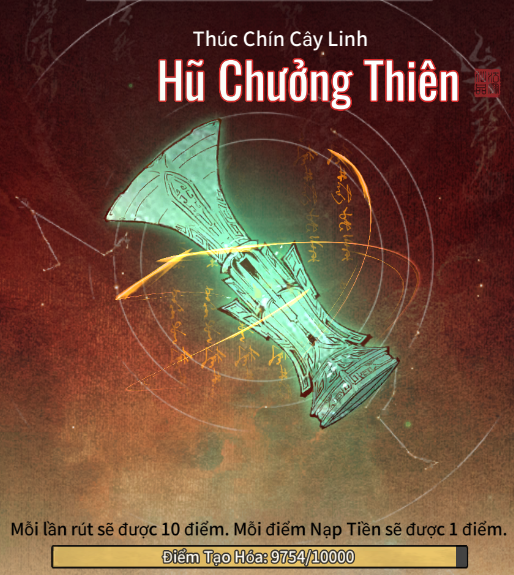 Thúc Chín Cây Linh
Hũ Chưởng Thiên
Mỗi lần rút sẽ được 10 điểm. Mỗi điểm Nạp Tiền sẽ được 1 điểm.
Điểm Tạo Hóa: 9754/10000